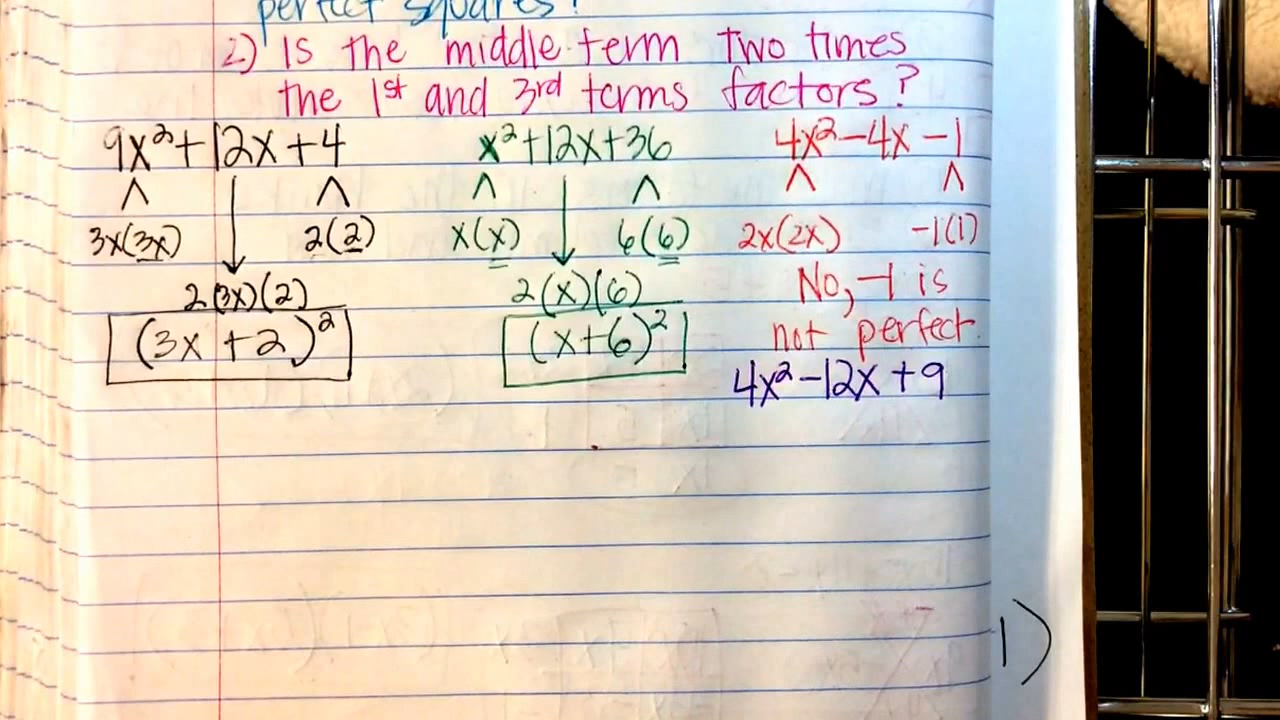 perfect squares?
2) Is the middle term two times
the 1st and 3rd terms factors?
9x²+12x+4
3x(3x) 2(2)
2(3x)(2)
(3x+2)²
x²+12x+36
x(x) 6(6)
2(x)(6)
(x+6)²
4x²-4x-1
2x(2x) -1(1)
No, -1 is
not perfect.
4x²-12x+9
1)